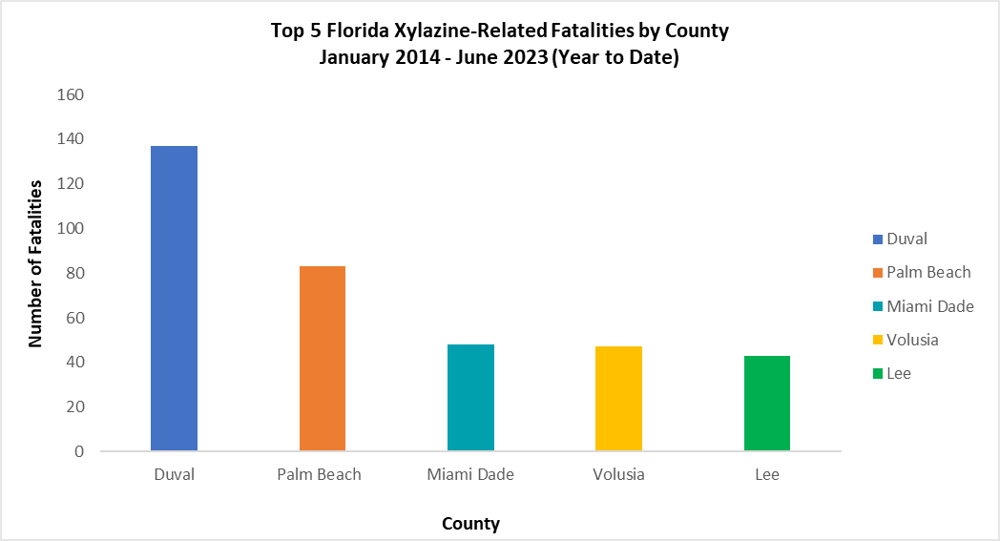 Top 5 Florida Xylazine-Related Fatalities by County
January 2014 - June 2023 (Year to Date)
160
140
120
100
80
60
40
20
0
Number of Fatalities
Duval
Palm Beach
Miami Dade
Volusia
Lee
County
Duval
Palm Beach
Miami Dade
Volusia
Lee